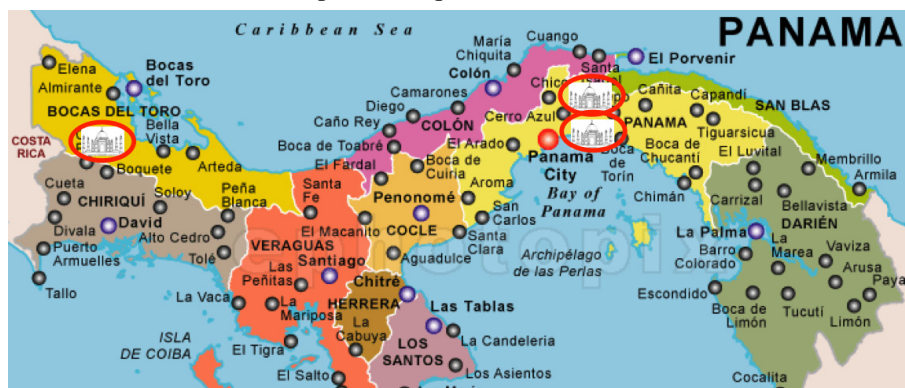 Caribbean Sea
PANAMA
Elena
Almirante
Bocas
del Toro
BOCAS DEL TORO
Bella
Vista
COSTA
RICA
Boquete
Arteda
Cueta
CHIRIQUÍ
Soloy
Peña
Blanca
Divala
David
Alto Cedro
Puerto
Armuelles
Tolé
Tallo
María
Chiquita
Cuango
Santa
Colón
El Porvenir
Camarones
Diego
Caño Rey
COLÓN
Boca de Toabré
El Fardal
Chico
Cerro Azul
Cañita
Capandí
SAN BLAS
PANAMA
Tiguarsicua
El Arado
Panama
City
Boca
de
Torín
Boca de
Chucantí
El Luvital
Membrillo
Armila
Boca de
Cuiria
Santa
Fe
Penonomé
Aroma
Bay of
Panama
Chimán
Carrizal
Bellavista
DARIÉN
San
Carlos
El Macanito
COCLE
Santa
Clara
La Palma
La
Marea
Barro
Colorado
Vaviza
Arusa
Paya
VERAGUAS
Santiago
Aguadulce
Archipélago
de las Perlas
Las
Peñitas
Chitré
HERRERA
La Vaca
La
Mariposa
Las Tablas
Escondido
Boca de
Limón
Tucutí
Limón
ISLA
DE COIBA
El Tigra
La
Cabuya
LOS
SANTOS
La Candeleria
El Salto
Los Asientos
Cocalita